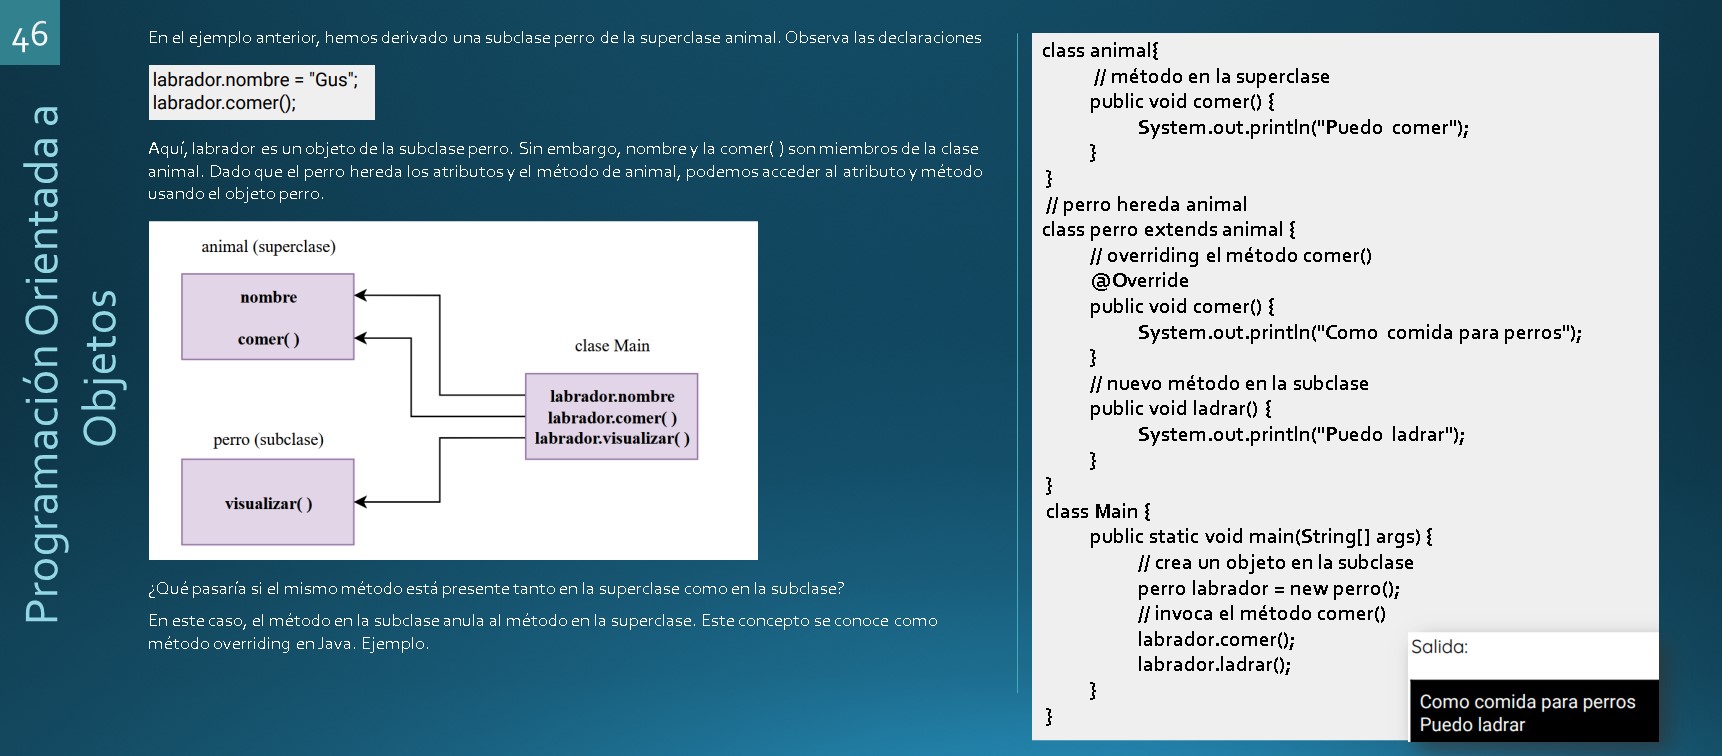 46
Programación Orientada a
Objetos
En el ejemplo anterior, hemos derivado una subclase perro de la superclase animal. Observa las declaraciones
labrador.nombre = "Gus";
labrador.comer();
Aquí, labrador es un objeto de la subclase perro. Sin embargo, nombre y la comer( ) son miembros de la clase
animal. Dado que el perro hereda los atributos y el método de animal, podemos acceder al atributo y método
usando el objeto perro.
animal (superclase)
nombre
comer( )
clase Main
labrador.nombre
labrador.comer( )
labrador.visualizar( )
perro (subclase)
visualizar( )
¿Qué pasaría si el mismo método está presente tanto en la superclase como en la subclase?
En este caso, el método en la subclase anula al método en la superclase. Este concepto se conoce como
método overriding en Java. Ejemplo.
class animal{
// método en la superclase
public void comer() {
System.out.println("Puedo comer");
}
}
// perro hereda animal
class perro extends animal {
// overriding el método comer()
@Override
public void comer() {
System.out.println("Como comida para perros");
}
// nuevo método en la subclase
public void ladrar() {
System.out.println("Puedo ladrar");
}
}
class Main {
public static void main(String[] args) {
// crea un objeto en la subclase
perro labrador = new perro();
// invoca el método comer()
labrador.comer();
labrador.ladrar();
}
}
Salida:
Como comida para perros
Puedo ladrar